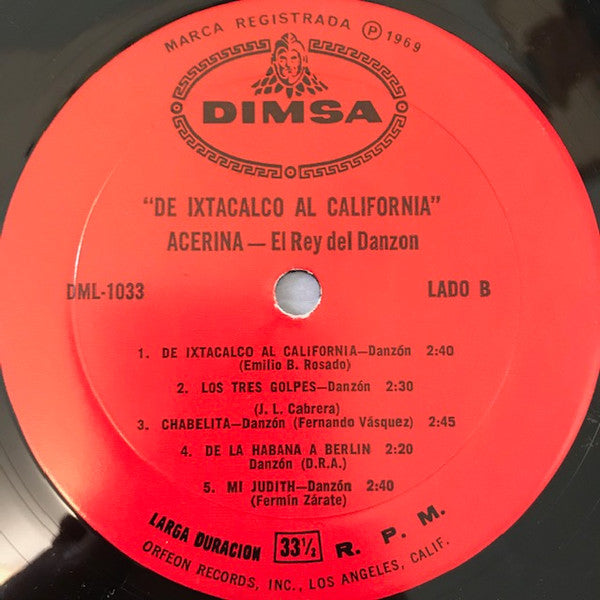 MARCA REGISTRADA Ⓟ 1969
DIMSA
"DE IXTACALCO AL CALIFORNIA"
ACERINA — El Rey del Danzon
DML-1033 LADO B
1. DE IXTACALCO AL CALIFORNIA—Danzón 2:40
(Emilio B. Rosado)
2. LOS TRES GOLPES—Danzón 2:30
(J. L. Cabrera)
3. CHABELITA—Danzón (Fernando Vásquez) 2:45
4. DE LA HABANA A BERLIN 2:20
Danzón (D.R.A.)
5. MI JUDITH—Danzón 2:40
(Fermín Zárate)
LARGA DURACION 33⅓ R. P. M.
ORFEON RECORDS, INC., LOS ANGELES, CALIF.